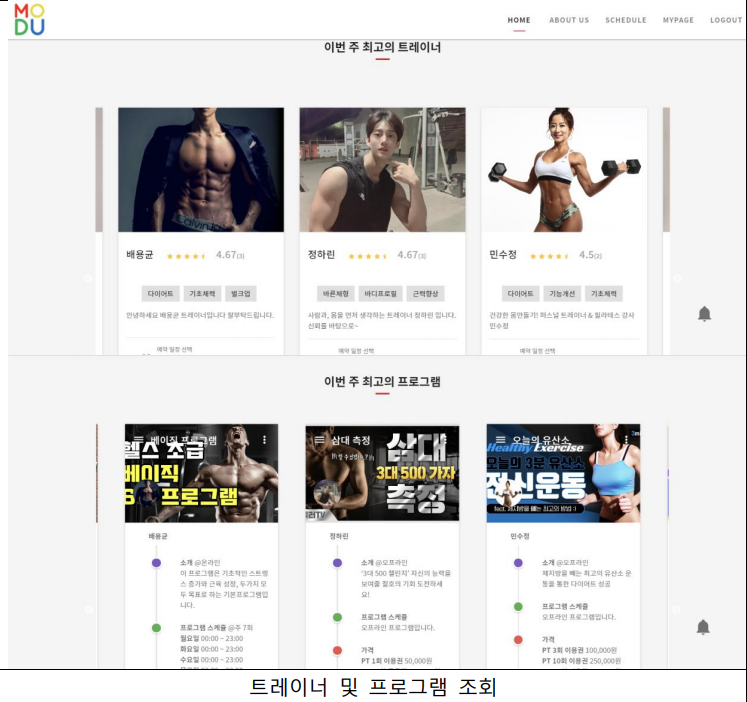 MO
DU
HOME ABOUT US SCHEDULE MYPAGE LOGOUT
이번 주 최고의 트레이너
배용균 4.67(3)
다이어트 기초체력 벌크업
안녕하세요 배용균 트레이너입니다 잘부탁드립니다.
예약 일정 선택
정하린 4.67(3)
바른체형 바디프로필 근력향상
사람과, 몸을 먼저 생각하는 트레이너 정하린 입니다.
신뢰를 바탕으로~
예약 일정 선택
민수정 4.5(2)
다이어트 기능개선 기초체력
건강한 몸만들기! 퍼스널 트레이너 & 필라테스 강사
민수정
예약 일정 선택
이번 주 최고의 프로그램
베이직 프로그램
헬스 초급
베이직
프로그램
배용균
소개 @온라인
이 프로그램은 기초적인 스트렝
스 증가와 근육 성장, 두가지 모
두 목표로 하는 기본프로그램입
니다.
프로그램 스케쥴 @주 7회
월요일 00:00 ~ 23:00
화요일 00:00 ~ 23:00
수요일 00:00 ~ 23:00
삼대 측정
삼대
3대 500 가자
측정
정하린
소개 @오프라인
'3대 500 챌린지' 자신의 능력을
보여줄 절호의 기회 도전하세
요!
프로그램 스케쥴
오프라인 프로그램입니다.
가격
PT 1회 이용권 50,000원
오늘의 유산소
Healthy Exercise
오늘의 3분 유산소
전신운동
민수정
소개 @오프라인
체지방을 빼는 최고의 유산소 운
동을 통한 다이어트 성공
프로그램 스케쥴
오프라인 프로그램입니다.
가격
PT 3회 이용권 100,000원
PT 10회 이용권 250,000원
트레이너 및 프로그램 조회